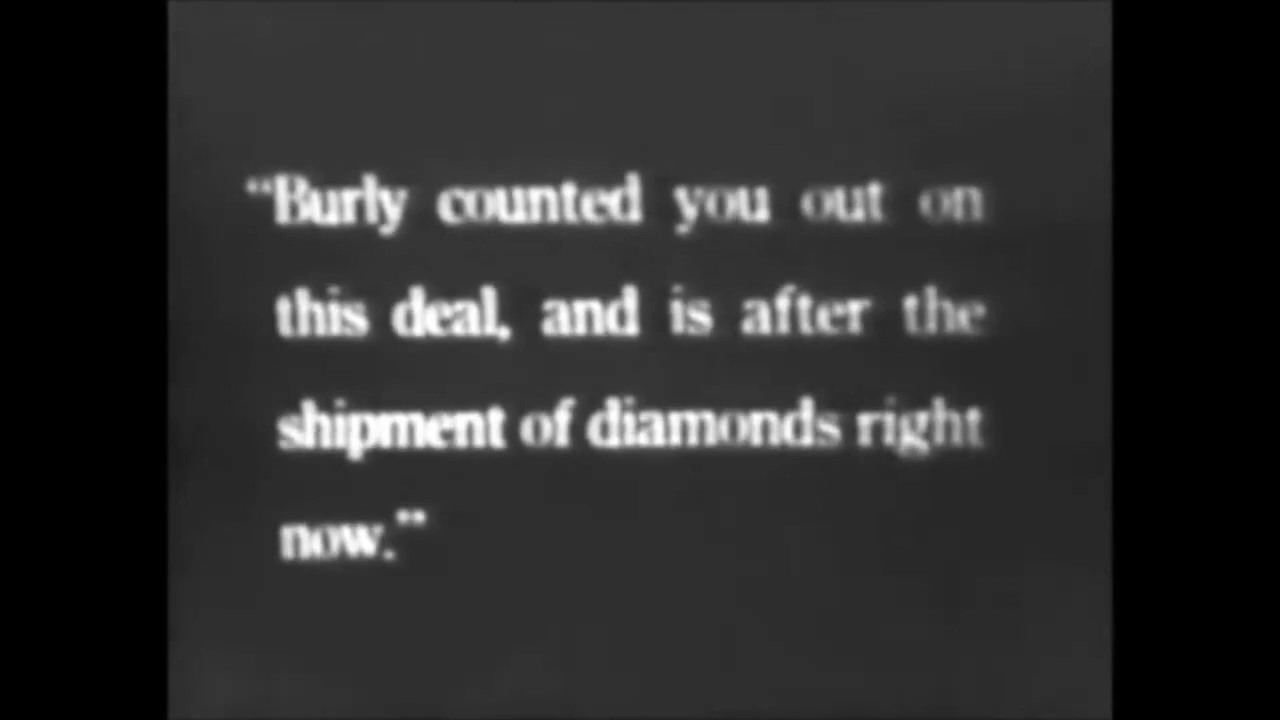 “Burly counted you out on
this deal, and is after the
shipment of diamonds right
now.”